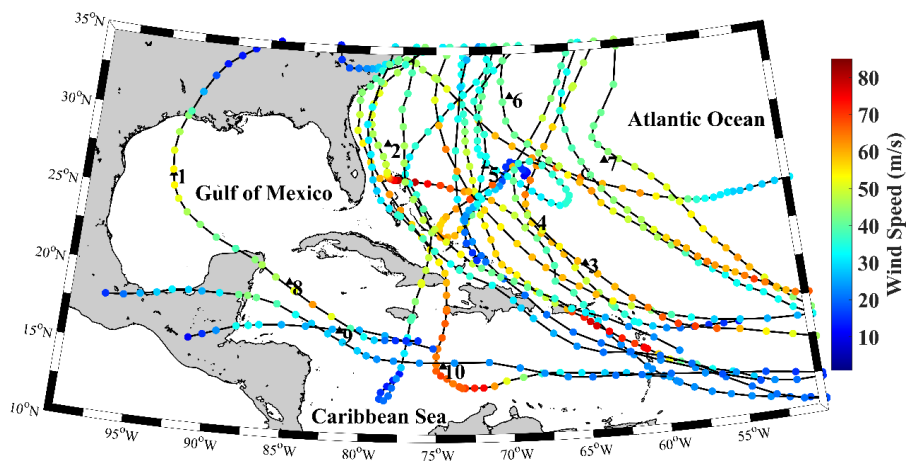 35°N
30°N
25°N
20°N
15°N
10°N
95°W
90°W
85°W
80°W
75°W
70°W
65°W
60°W
55°W
Atlantic Ocean
Gulf of Mexico
Caribbean Sea
1
2
3
4
5
6
7
8
9
10
80
70
60
50
40
30
20
10
Wind Speed (m/s)